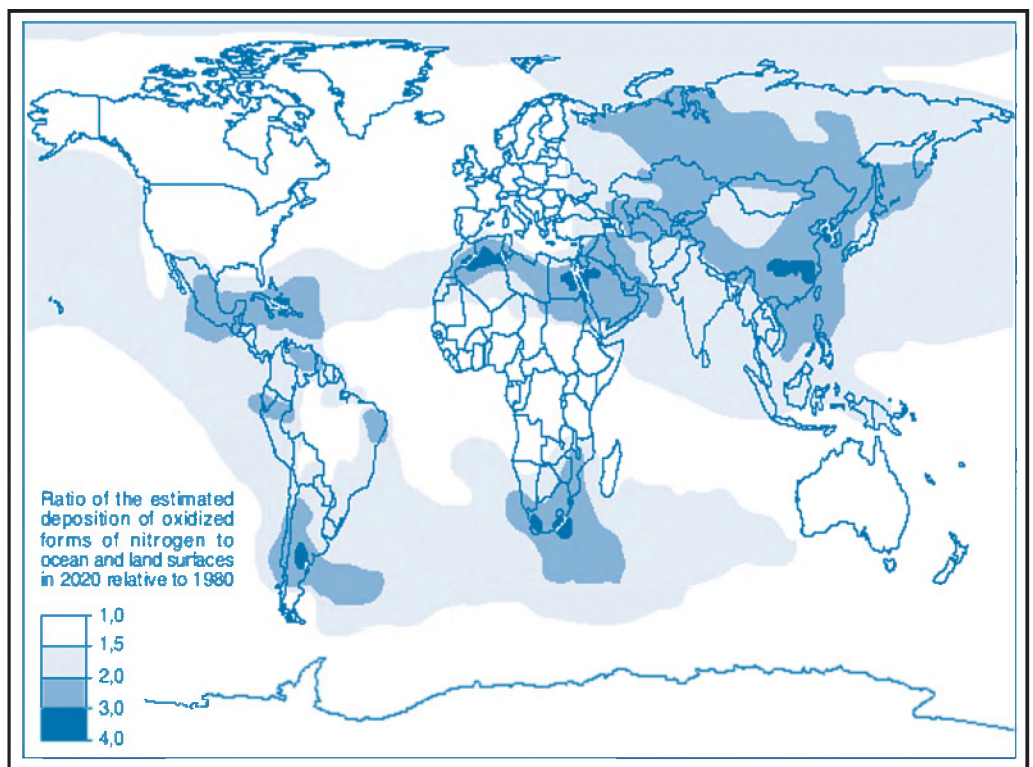 Ratio of the estimated
deposition of oxidized
forms of nitrogen to
ocean and land surfaces
in 2020 relative to 1980
1,0
1,5
2,0
3,0
4,0